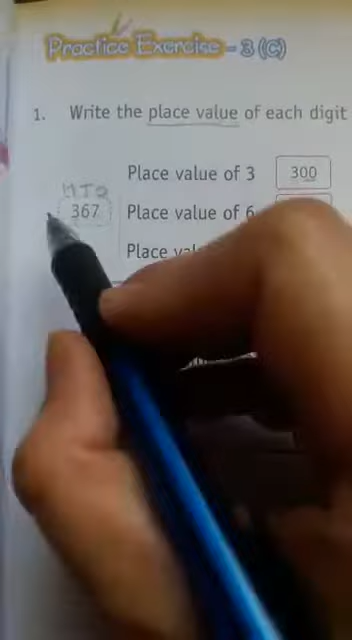 Practice Exercise - 3 (C)
1. Write the place value of each digit
Place value of 3 300
H T O
367 Place value of 6
Place